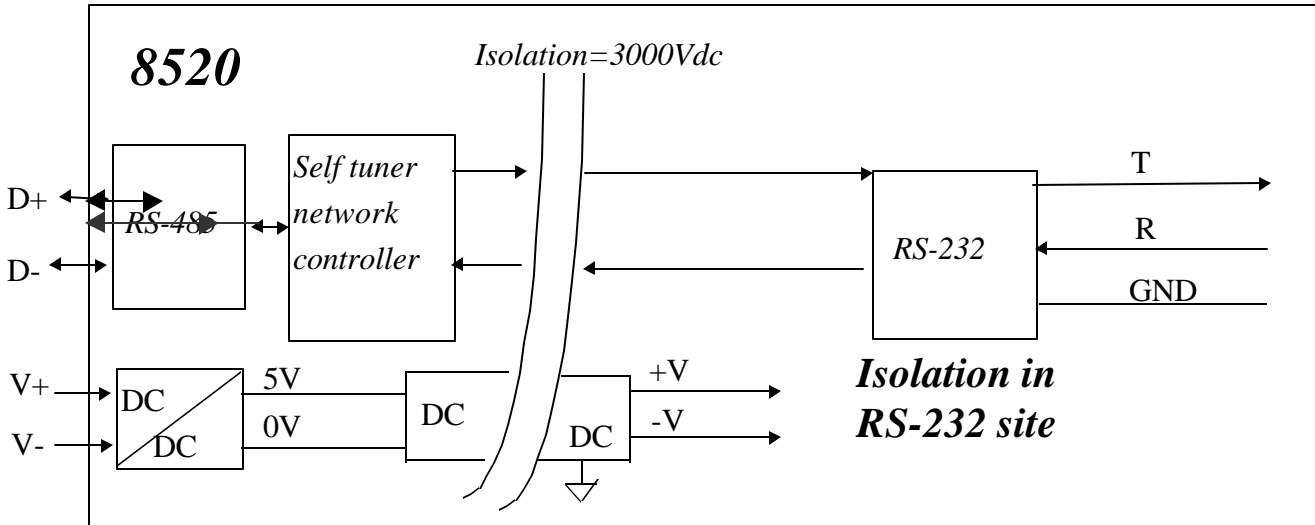 8520
Isolation=3000Vdc
Self tuner
network
controller
D+
RS-485
D-
T
R
RS-232
GND
V+
V-
DC
DC
5V
0V
DC
DC
+V
-V
Isolation in
RS-232 site